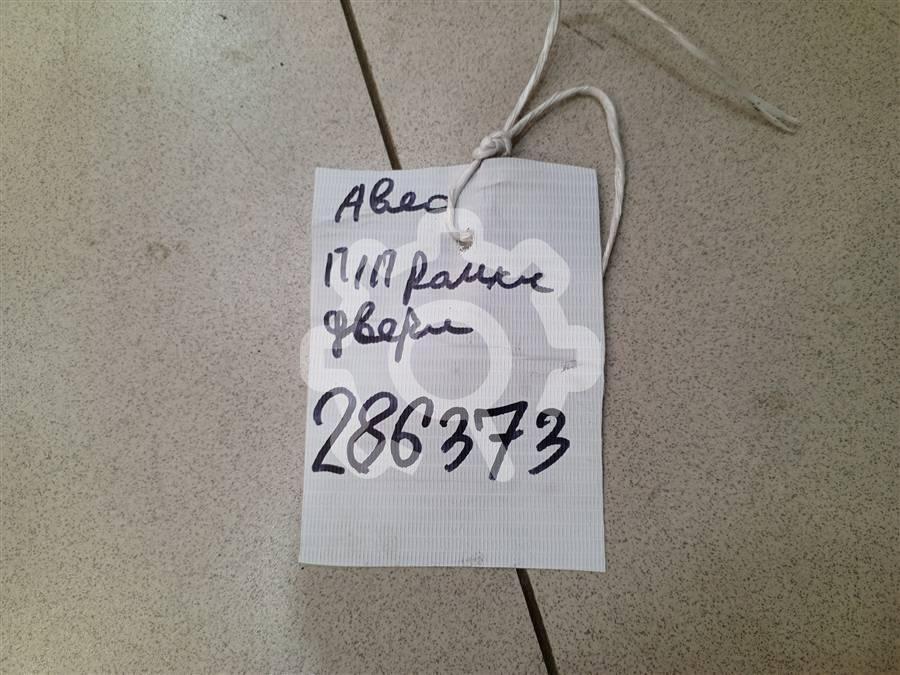 Авео
П/П рамки
двери
286373